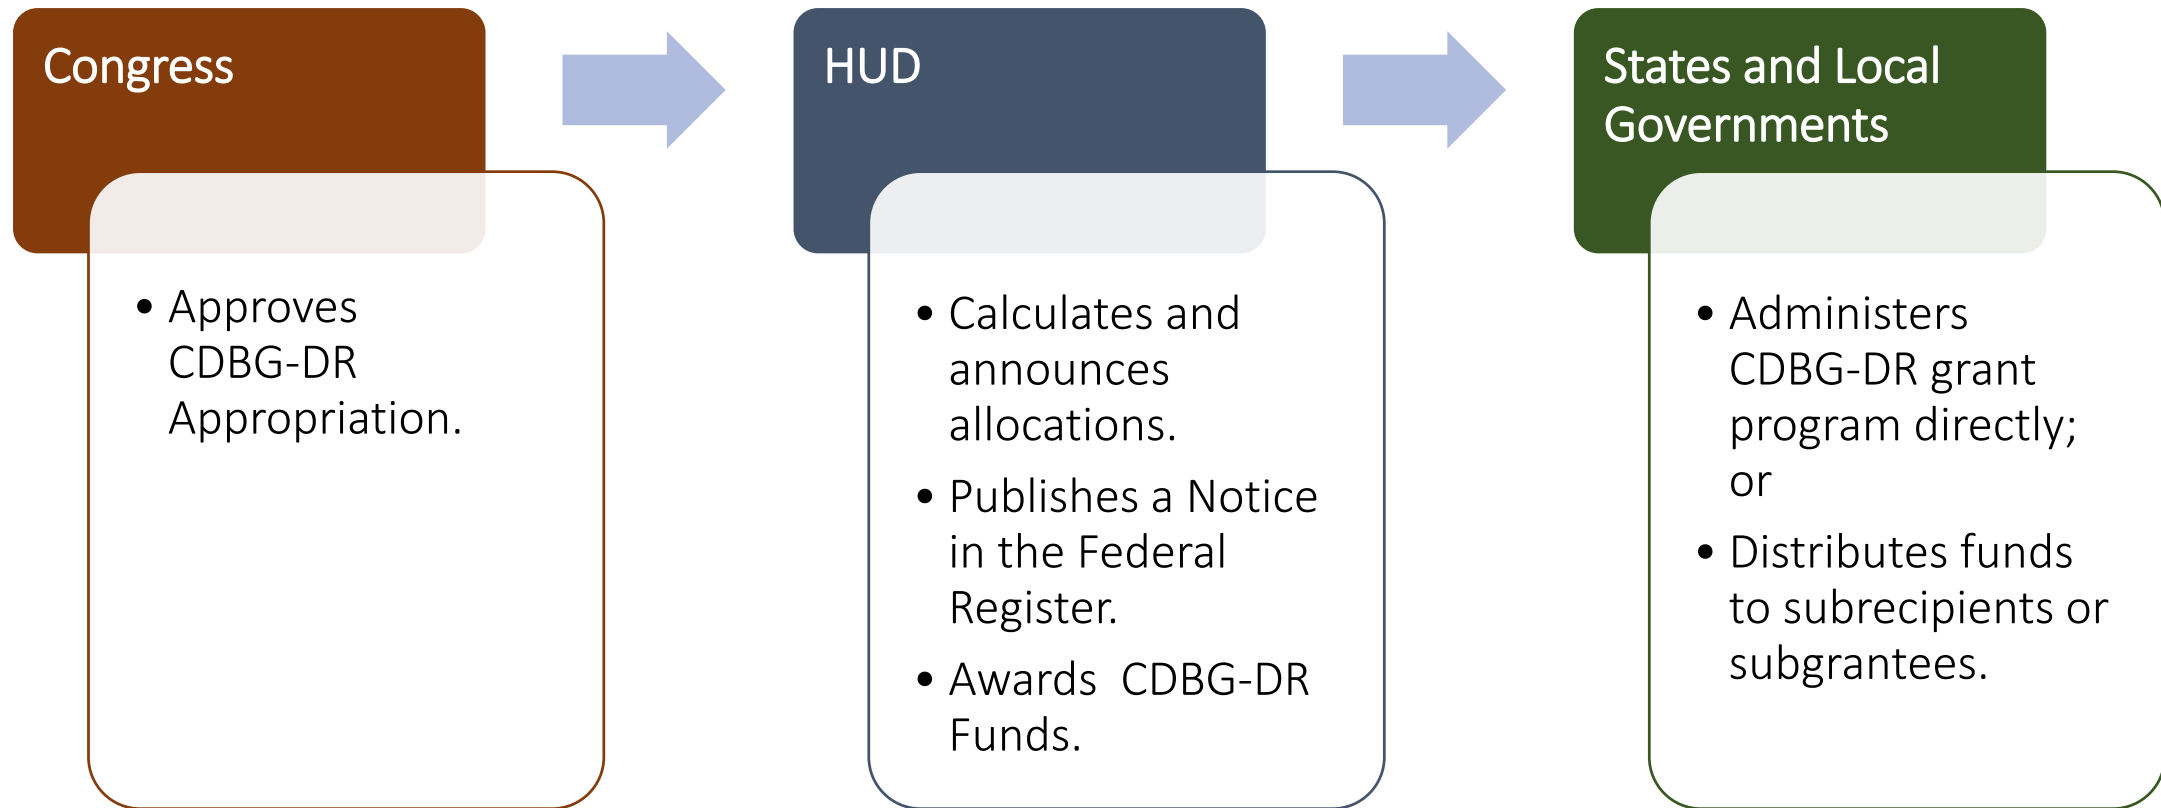 Congress
• Approves
CDBG-DR
Appropriation.
HUD
• Calculates and
announces
allocations.
• Publishes a Notice
in the Federal
Register.
• Awards  CDBG-DR
Funds.
States and Local
Governments
• Administers
CDBG-DR grant
program directly;
or
• Distributes funds
to subrecipients or
subgrantees.